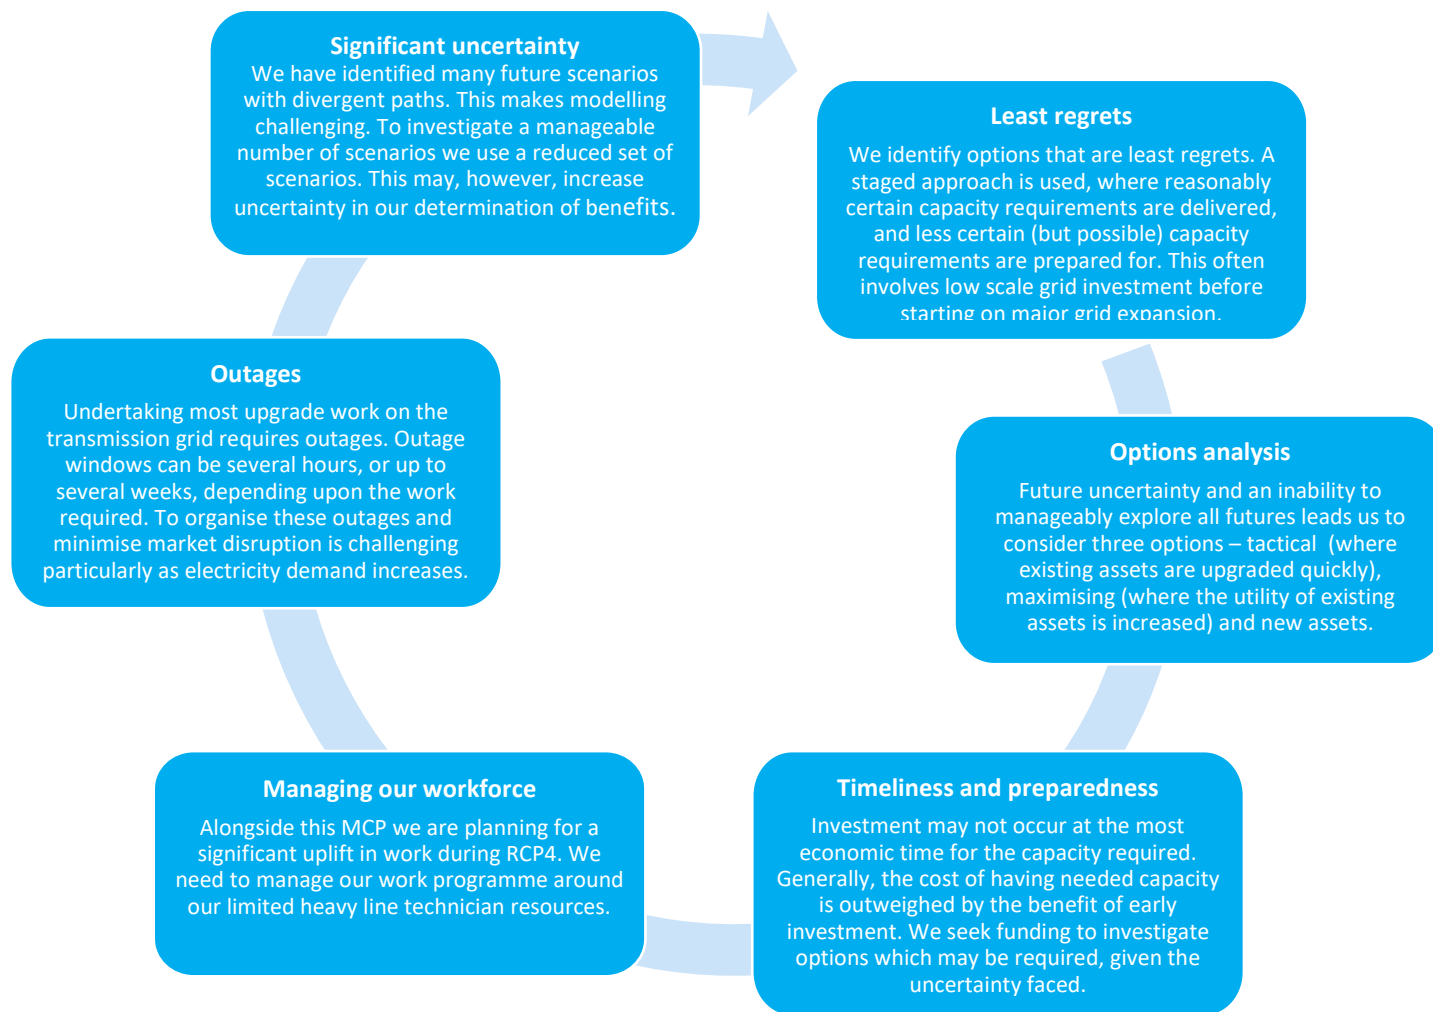 Significant uncertainty
We have identified many future scenarios
with divergent paths. This makes modelling
challenging. To investigate a manageable
number of scenarios we use a reduced set of
scenarios. This may, however, increase
uncertainty in our determination of benefits.
Least regrets
We identify options that are least regrets. A
staged approach is used, where reasonably
certain capacity requirements are delivered,
and less certain (but possible) capacity
requirements are prepared for. This often
involves low scale grid investment before
starting on major grid expansion.
Options analysis
Future uncertainty and an inability to
manageably explore all futures leads us to
consider three options – tactical  (where
existing assets are upgraded quickly),
maximising (where the utility of existing
assets is increased) and new assets.
Timeliness and preparedness
Investment may not occur at the most
economic time for the capacity required.
Generally, the cost of having needed capacity
is outweighed by the benefit of early
investment. We seek funding to investigate
options which may be required, given the
uncertainty faced.
Managing our workforce
Alongside this MCP we are planning for a
significant uplift in work during RCP4. We
need to manage our work programme around
our limited heavy line technician resources.
Outages
Undertaking most upgrade work on the
transmission grid requires outages. Outage
windows can be several hours, or up to
several weeks, depending upon the work
required. To organise these outages and
minimise market disruption is challenging
particularly as electricity demand increases.